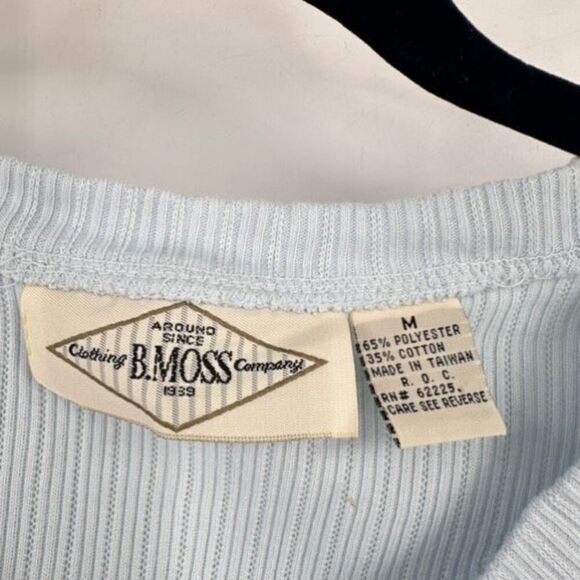 AROUND
SINCE
Clothing B.MOSS Company!
1939
M
65% POLYESTER
35% COTTON
MADE IN TAIWAN
R. O. C.
RN# 62225.
CARE SEE REVERSE